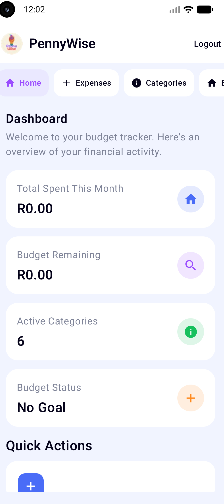 12:02
PennyWise
Logout
Home
Expenses
Categories
Dashboard
Welcome to your budget tracker. Here's an
overview of your financial activity.
Total Spent This Month
R0.00
Budget Remaining
R0.00
Active Categories
6
Budget Status
No Goal
Quick Actions